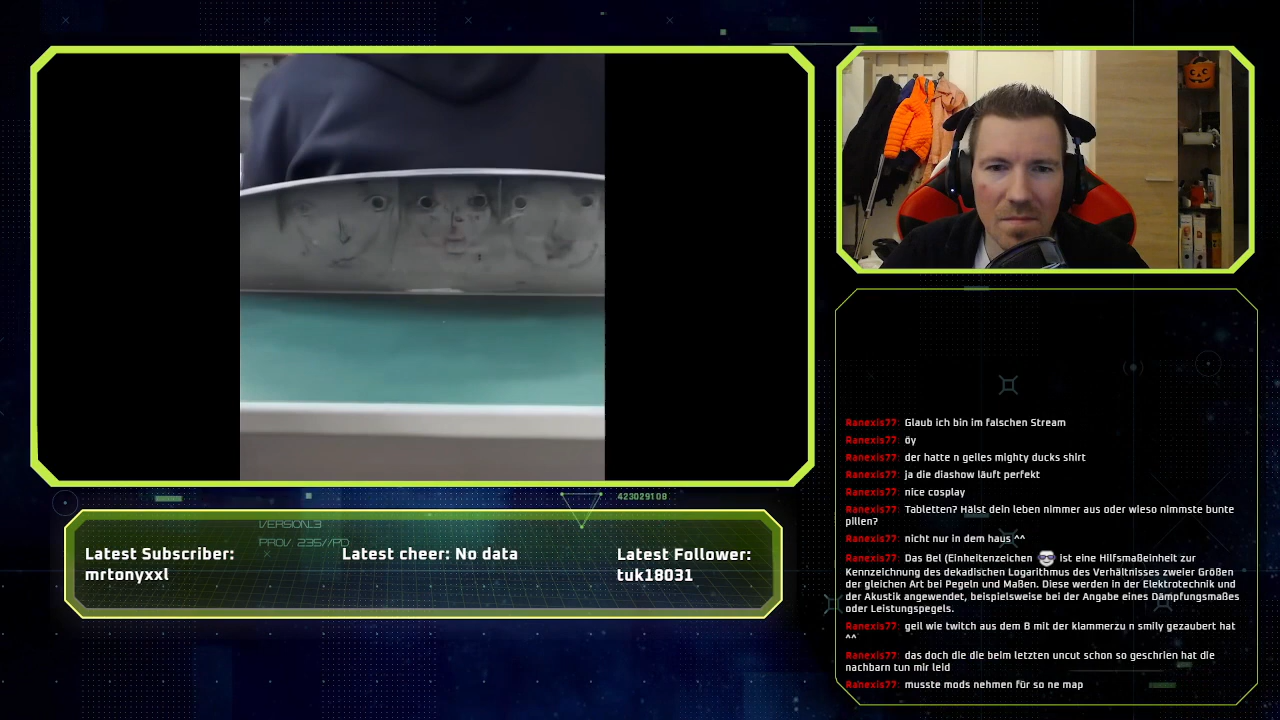 Ranexis77: Glaub ich bin im falschen Stream
Ranexis77: öy
Ranexis77: der hatte n gelles mighty ducks shirt
Ranexis77: ja die diashow läuft perfekt
Ranexis77: nice cosplay
Ranexis77: Tabletten? Hälst dein leben nimmer aus oder wieso nimmste bunte
pillen?
Ranexis77: nicht nur in dem haus ^^
Ranexis77: Das Bel (Einheitenzeichen ist eine Hilfsmaßeinheit zur
Kennzeichnung des dekadischen Logarithmus des Verhältnisses zweier Größen
der gleichen Art bei Pegeln und Maßen. Diese werden in der Elektrotechnik und
der Akustik angewendet, beispielsweise bei der Angabe eines Dämpfungsmaßes
oder Leistungspegels.
Ranexis77: geil wie twitch aus dem B mit der klammerzu n smily gezaubert hat
^^
Ranexis77: das doch die die beim letzten uncut schon so geschrien hat die
nachbarn tun mir leid
Ranexis77: musste mods nehmen für so ne map
423029108
VERSION1.3
PROV. 235//RD
Latest Subscriber:
mrtonyxxl
Latest cheer: No data
Latest Follower:
tuk18031